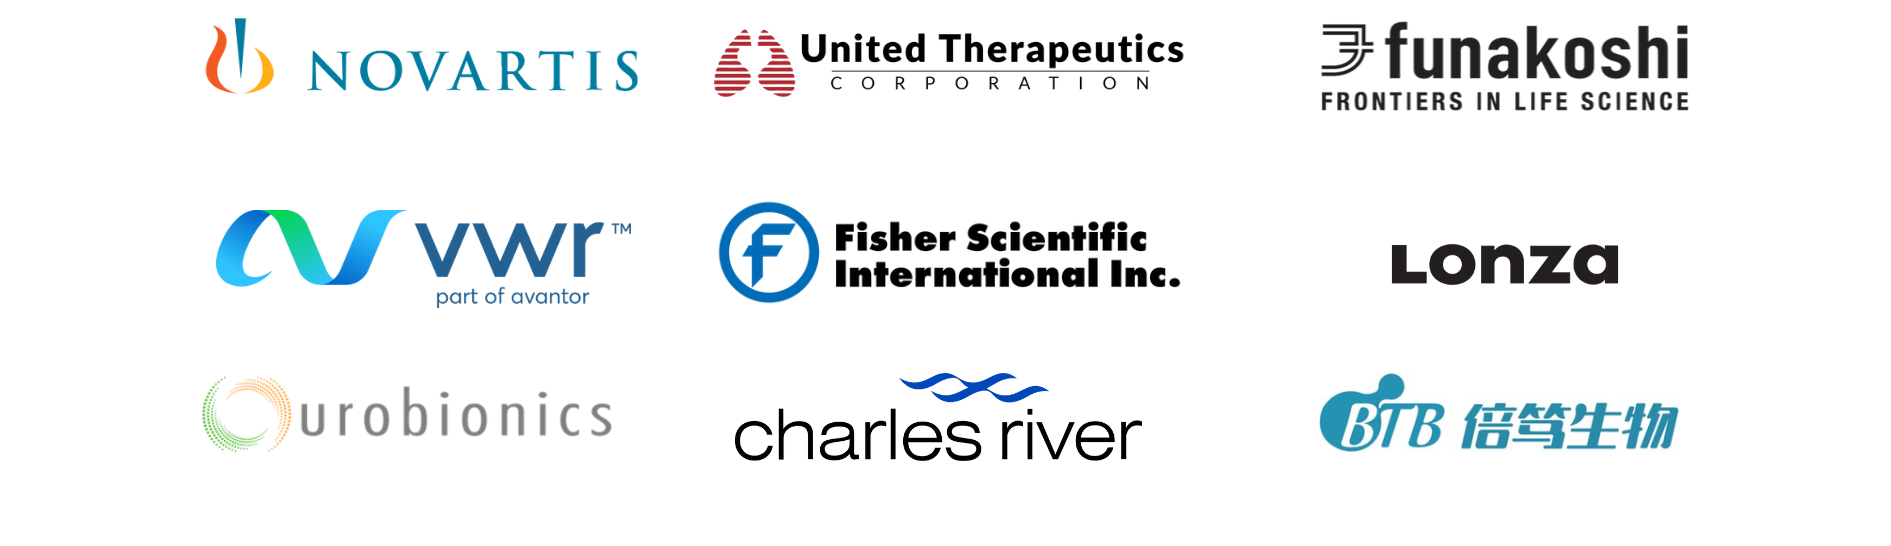 NOVARTIS
United Therapeutics
CORPORATION
funakoshi
FRONTIERS IN LIFE SCIENCE
vwr™
part of avantor
Fisher Scientific
International Inc.
Lonza
Ourobionics
charles river
BTB 倍笃生物